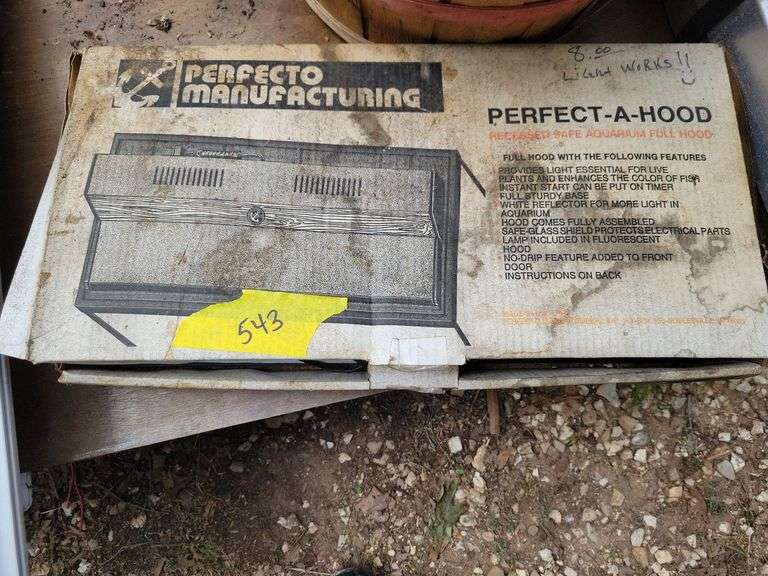 8.00
Light Works!!
PERFECTO
MANUFACTURING
PERFECT-A-HOOD
RECESSED SAFE AQUARIUM FULL HOOD
FULL HOOD WITH THE FOLLOWING FEATURES
PROVIDES LIGHT ESSENTIAL FOR LIVE
PLANTS AND ENHANCES THE COLOR OF FISH
INSTANT START CAN BE PUT ON TIMER
FULL STURDY BASE
WHITE REFLECTOR FOR MORE LIGHT IN
AQUARIUM
HOOD COMES FULLY ASSEMBLED
SAFE-GLASS SHIELD PROTECTS ELECTRICAL PARTS
LAMP INCLUDED IN FLUORESCENT
HOOD
• NO-DRIP FEATURE ADDED TO FRONT
DOOR
• INSTRUCTIONS ON BACK
543